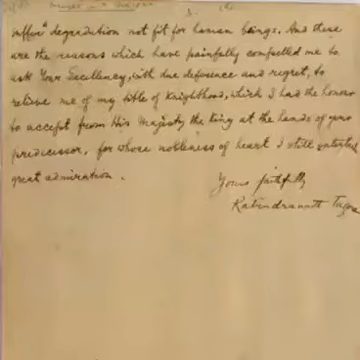 suffer degradation not fit for human beings. And these
are the reasons which have painfully compelled me to
ask Your Excellency, with due deference and regret, to
relieve me of my title of Knighthood, which I had the honour
to accept from His Majesty the King at the hands of your
predecessor, for whose nobleness of heart I still entertain
great admiration.
Yours faithfully
Rabindranath Tagore